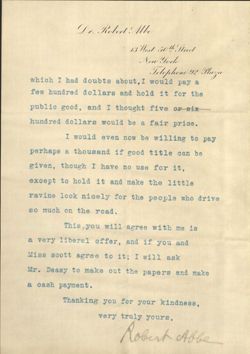 Dr. Robert Abbe
13 West 50th Street
New York
Telephone 92 Plaza
which I had doubts about,I would pay a
few hundred dollars and hold it for the
public good, and I thought five or six
hundred dollars would be a fair price.
I would even now be willing to pay
perhaps a thousand if good title can be
given, though I have no use for it,
except to hold it and make the little
ravine look nicely for the people who drive
so much on the road.
This,you will agree with me is
a very liberal offer, and if you and
Miss scott agree to it; I will ask
Mr. Deasy to make out the papers and make
a cash payment.
Thanking you for your kindness,
very truly yours,
Robert Abbe